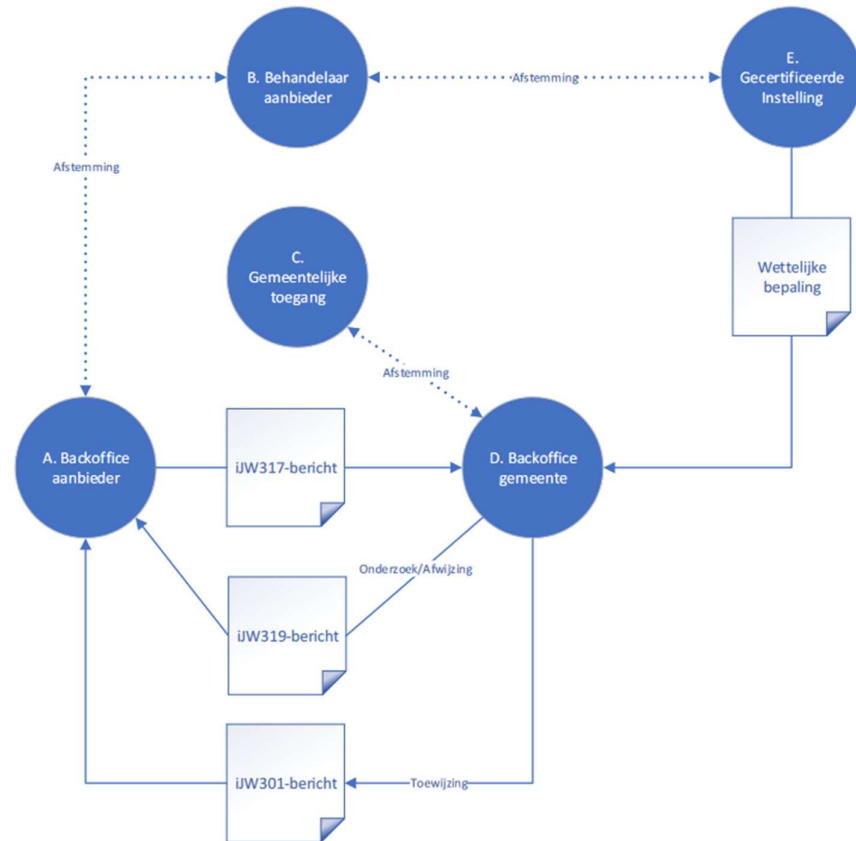 B. Behandelaar
aanbieder
Afstemming
E.
Gecertificeerde
Instelling
Afstemming
C.
Gemeentelijke
toegang
Wettelijke
bepaling
Afstemming
A. Backoffice
aanbieder
iJW317-bericht
D. Backoffice
gemeente
Onderzoek/Afwijzing
iJW319-bericht
iJW301-bericht
Toewijzing